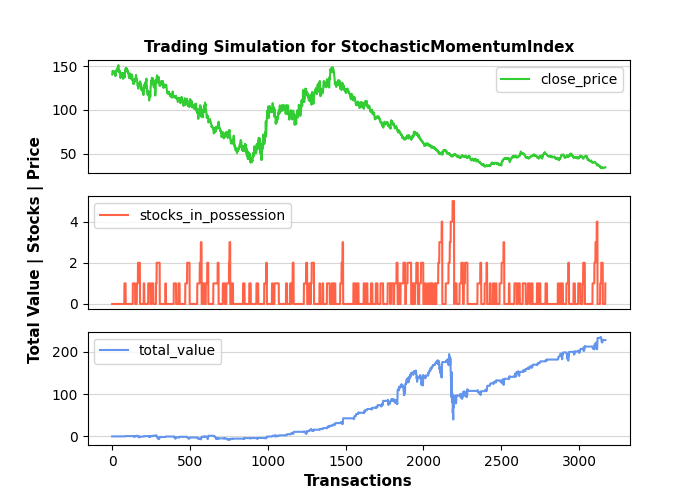 Trading Simulation for StochasticMomentumIndex
150
100
50
close_price
4
2
0
stocks_in_possession
200
100
0
total_value
0 500 1000 1500 2000 2500 3000
Transactions
Total Value | Stocks | Price